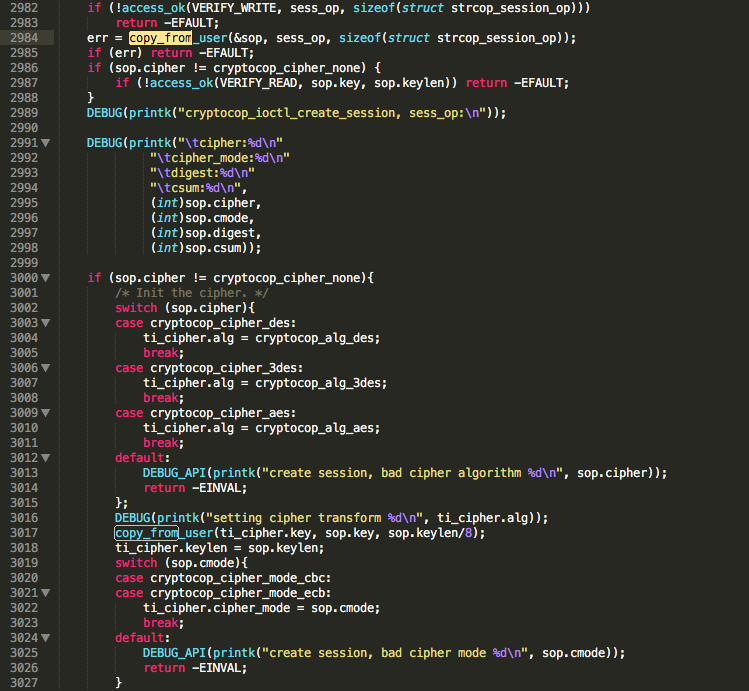 2982 if (!access_ok(VERIFY_WRITE, sess_op, sizeof(struct strcop_session_op)))
2983 return -EFAULT;
2984 err = copy_from_user(&sop, sess_op, sizeof(struct strcop_session_op));
2985 if (err) return -EFAULT;
2986 if (sop.cipher != cryptocop_cipher_none) {
2987 if (!access_ok(VERIFY_READ, sop.key, sop.keylen)) return -EFAULT;
2988 }
2989 DEBUG(printk("cryptocop_ioctl_create_session, sess_op:\n"));
2990
2991 DEBUG(printk("\tcipher:%d\n"
2992 "\tcipher_mode:%d\n"
2993 "\tdigest:%d\n"
2994 "\tcsum:%d\n",
2995 (int)sop.cipher,
2996 (int)sop.cmode,
2997 (int)sop.digest,
2998 (int)sop.csum));
2999
3000 if (sop.cipher != cryptocop_cipher_none){
3001 /* Init the cipher. */
3002 switch (sop.cipher){
3003 case cryptocop_cipher_des:
3004 ti_cipher.alg = cryptocop_alg_des;
3005 break;
3006 case cryptocop_cipher_3des:
3007 ti_cipher.alg = cryptocop_alg_3des;
3008 break;
3009 case cryptocop_cipher_aes:
3010 ti_cipher.alg = cryptocop_alg_aes;
3011 break;
3012 default:
3013 DEBUG_API(printk("create session, bad cipher algorithm %d\n", sop.cipher));
3014 return -EINVAL;
3015 };
3016 DEBUG(printk("setting cipher transform %d\n", ti_cipher.alg));
3017 copy_from_user(ti_cipher.key, sop.key, sop.keylen/8);
3018 ti_cipher.keylen = sop.keylen;
3019 switch (sop.cmode){
3020 case cryptocop_cipher_mode_cbc:
3021 case cryptocop_cipher_mode_ecb:
3022 ti_cipher.cipher_mode = sop.cmode;
3023 break;
3024 default:
3025 DEBUG_API(printk("create session, bad cipher mode %d\n", sop.cmode));
3026 return -EINVAL;
3027 }